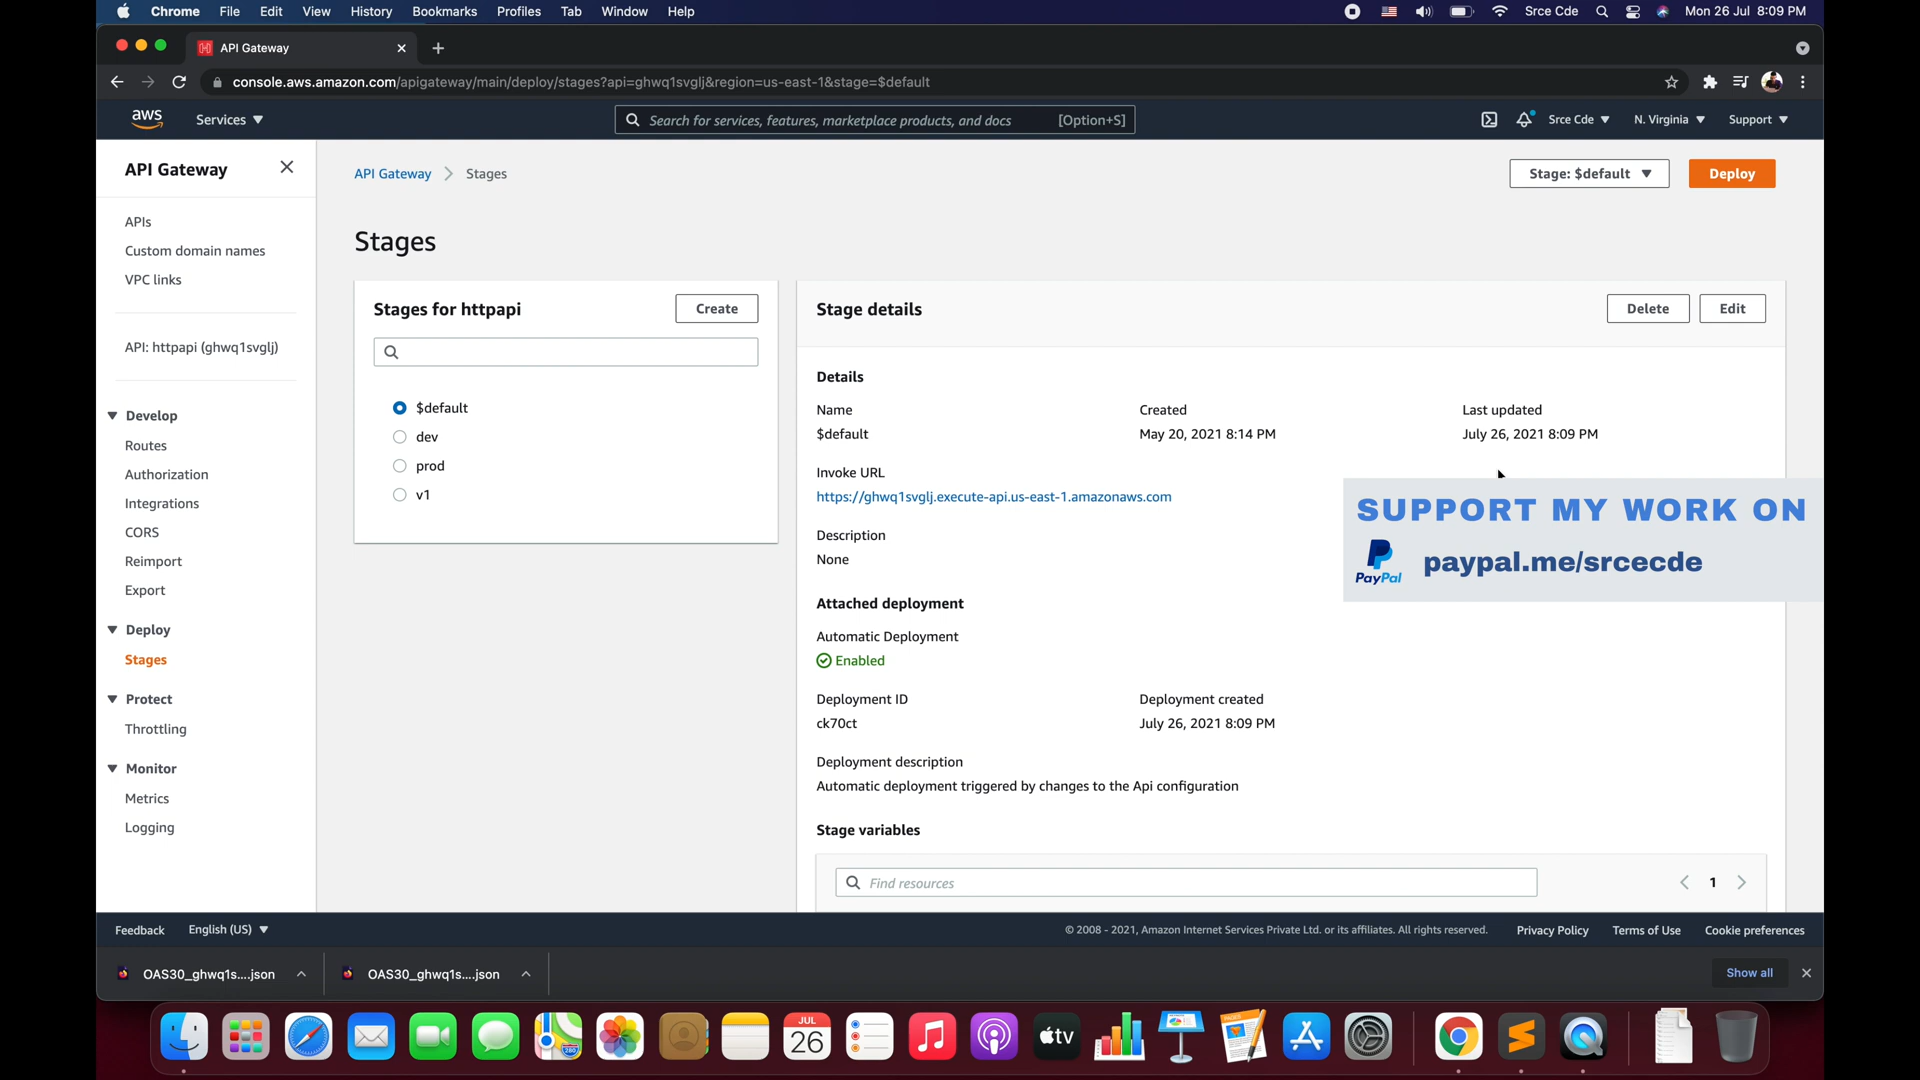 Chrome File Edit View History Bookmarks Profiles Tab Window Help
Srce Cde Mon 26 Jul 8:09 PM
API Gateway
console.aws.amazon.com/apigateway/main/deploy/stages?api=ghwq1svglj&region=us-east-1&stage=$default
aws Services Search for services, features, marketplace products, and docs [Option+S] Srce Cde N. Virginia Support
API Gateway
APIs
Custom domain names
VPC links
API: httpapi (ghwq1svglj)
Develop
Routes
Authorization
Integrations
CORS
Reimport
Export
Deploy
Stages
Protect
Throttling
Monitor
Metrics
Logging
API Gateway Stages
Stage: $default Deploy
Stages
Stages for httpapi Create
$default
dev
prod
v1
Stage details Delete Edit
Details
Name Created Last updated
$default May 20, 2021 8:14 PM July 26, 2021 8:09 PM
Invoke URL
https://ghwq1svglj.execute-api.us-east-1.amazonaws.com
Description
None
SUPPORT MY WORK ON
PayPal paypal.me/srcecde
Attached deployment
Automatic Deployment
Enabled
Deployment ID Deployment created
ck70ct July 26, 2021 8:09 PM
Deployment description
Automatic deployment triggered by changes to the Api configuration
Stage variables
Find resources 1
Feedback English (US) © 2008 - 2021, Amazon Internet Services Private Ltd. or its affiliates. All rights reserved. Privacy Policy Terms of Use Cookie preferences
OAS30_ghwq1s....json OAS30_ghwq1s....json Show all
JUL
26
280
tv
PAGES